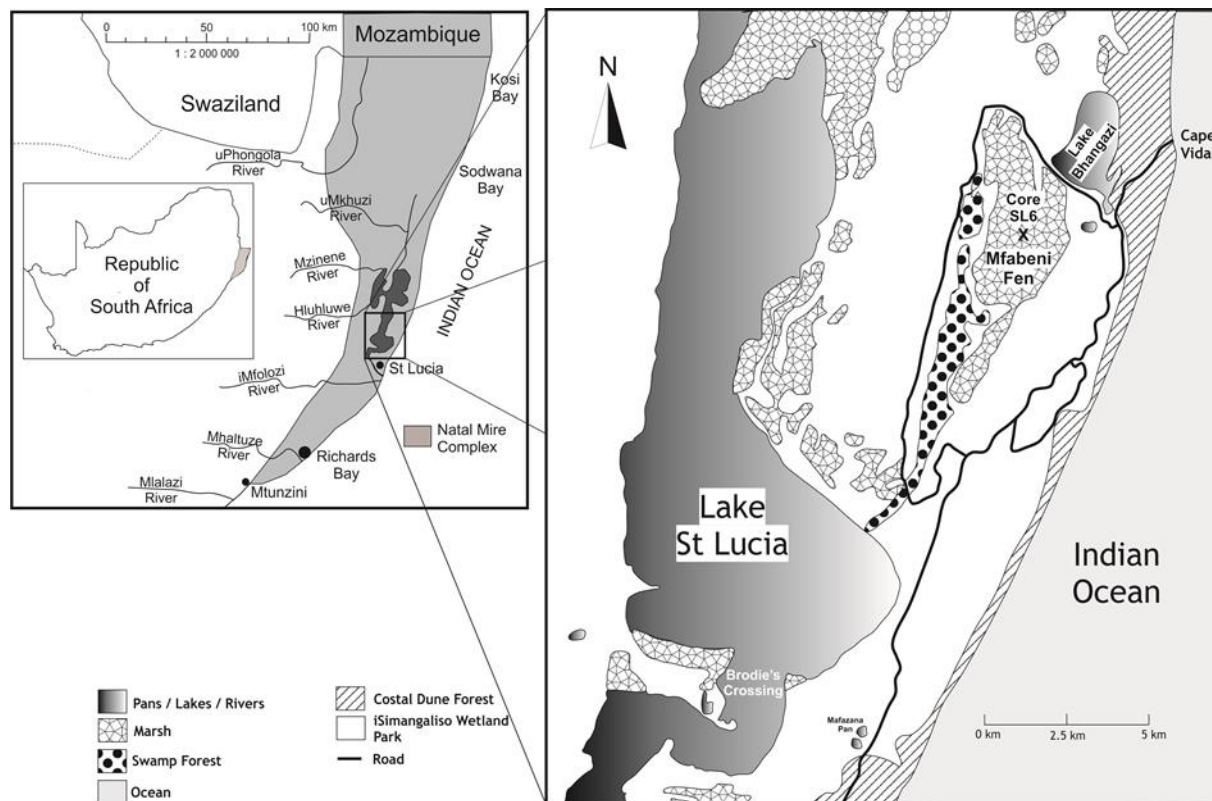 0
100 km
1 : 2 000 000
Mozambique
Swaziland
Kosi
Bay
uPhongola
River
Sodwana
Bay
uMkhuzi
River
Republic
of
South Africa
Mzinene
River
INDIAN OCEAN
Hluhluwe
River
St Lucia
iMfolozi
River
Natal Mire
Complex
Mhaltuze
River
Richards
Bay
Mlalazi
River
Mtunzini
N
Lake
Bhangazi
Cape
Vidal
Core
SL6
X
Mfabeni
Fen
Lake
St Lucia
Indian
Ocean
Brodie's
Crossing
Mafazana
Pan
0 km
2.5 km
5 km
Pans / Lakes / Rivers
Marsh
Swamp Forest
Ocean
Costal Dune Forest
iSimangaliso Wetland
Park
Road